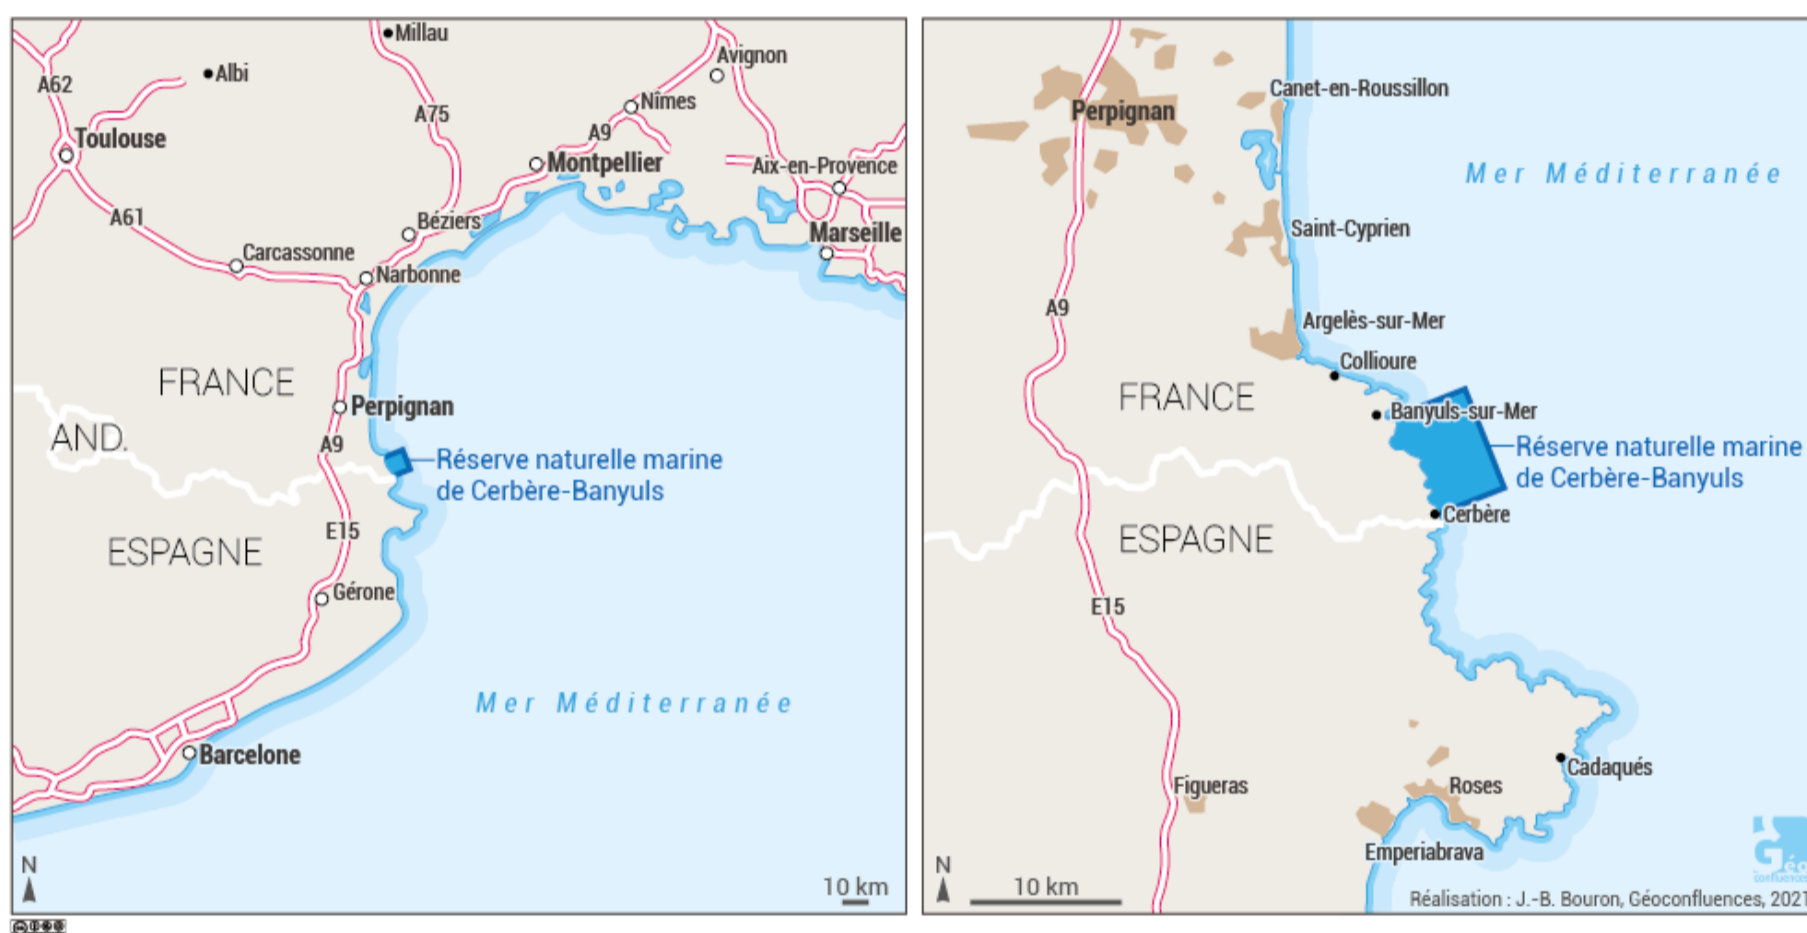 Millau
Albi
Avignon
A62
Nîmes
A75
Toulouse
A9
Montpellier
Aix-en-Provence
A61
Béziers
Marseille
Carcassonne
Narbonne
FRANCE
Perpignan
AND.
A9
Réserve naturelle marine
de Cerbère-Banyuls
E15
ESPAGNE
Gérone
Mer Méditerranée
Barcelone
N
10 km
Canet-en-Roussillon
Perpignan
Mer Méditerranée
Saint-Cyprien
A9
Argelès-sur-Mer
Collioure
FRANCE
Banyuls-sur-Mer
Réserve naturelle marine
de Cerbère-Banyuls
Cerbère
ESPAGNE
E15
Cadaqués
Figueras
Roses
Emperiabrava
Géo
confluences
N
10 km
Réalisation : J.-B. Bouron, Géoconfluences, 2021